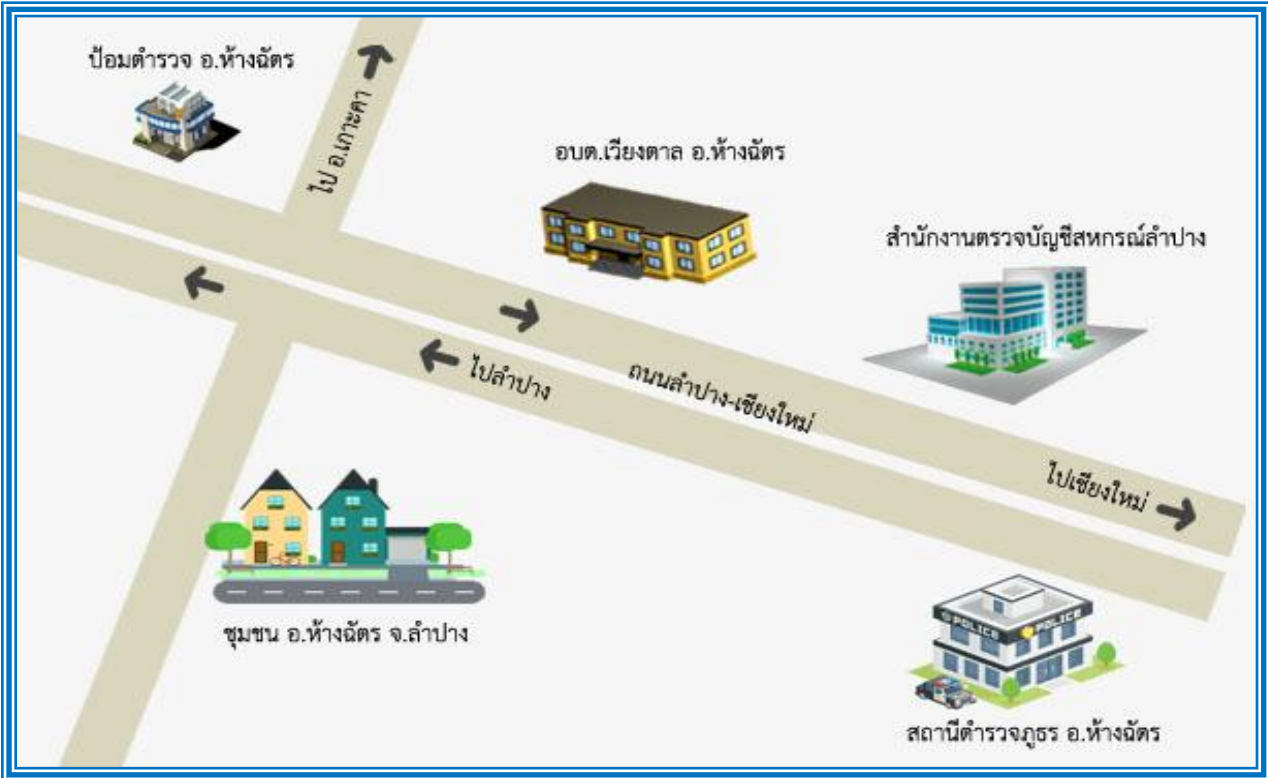 ป้อมตำรวจ อ.ห้างฉัตร
ไป อ.เกาะคา
อบต.เวียงตาล อ.ห้างฉัตร
สำนักงานตรวจบัญชีสหกรณ์ลำปาง
ไปลำปาง
ถนนลำปาง-เชียงใหม่
ไปเชียงใหม่
ชุมชน อ.ห้างฉัตร จ.ลำปาง
POLICE POLICE
สถานีตำรวจภูธร อ.ห้างฉัตร